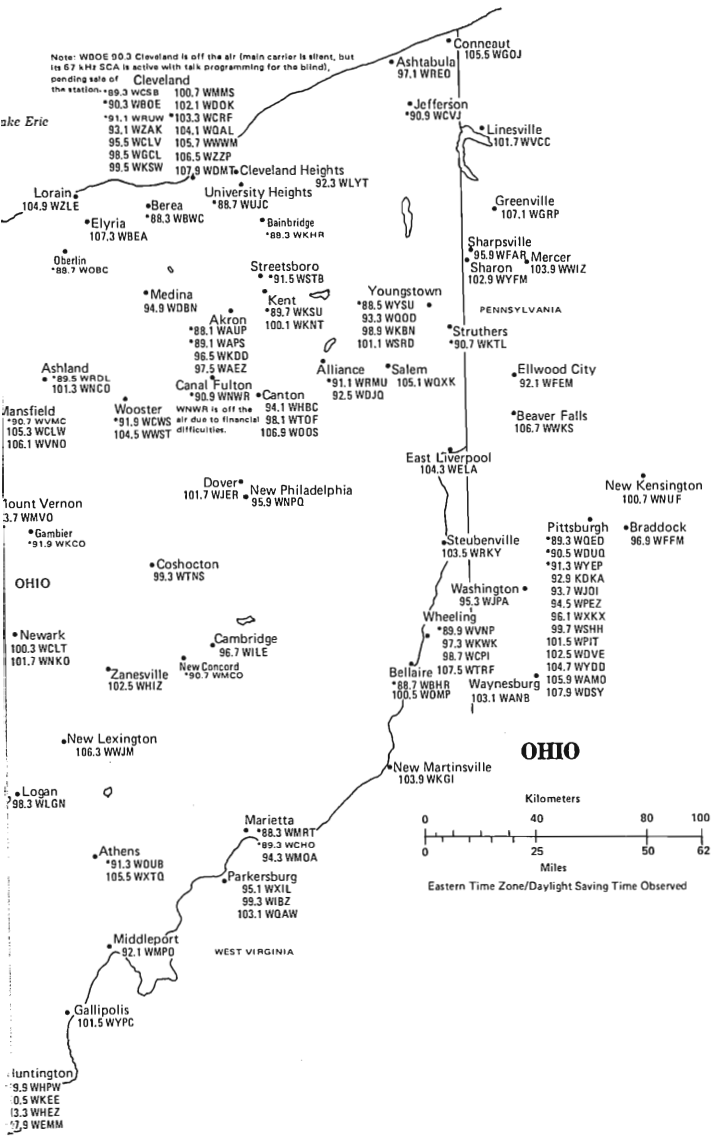 Note: WBOE 90.3 Cleveland is off the air (main carrier is silent, but
its 67 kHz SCA is active with talk programming for the blind),
pending sale of
the station.
Cleveland
*89.3 WCSB
*90.3 WBOE
*91.1 WRUW
93.1 WZAK
95.5 WCLV
98.5 WGCL
99.5 WKSW
100.7 WMMS
102.1 WDOK
*103.3 WCRF
104.1 WQAL
105.7 WWWM
106.5 WZZP
107.9 WDMT
Conneaut
105.5 WGOJ
Ashtabula
97.1 WREO
Jefferson
*90.9 WCVJ
Linesville
101.7 WVCC
ake Erie
Cleveland Heights
92.3 WLYT
University Heights
*88.7 WUJC
Lorain
104.9 WZLE
Berea
*88.3 WBWC
Elyria
107.3 WBEA
Bainbridge
*88.3 WKHR
Greenville
107.1 WGRP
Oberlin
*88.7 WOBC
Sharpsville
95.9 WFAR
Sharon
102.9 WYFM
Mercer
103.9 WWIZ
Streetsboro
*91.5 WSTB
Medina
94.9 WDBN
Kent
*89.7 WKSU
100.1 WKNT
Youngstown
*88.5 WYSU
93.3 WQOD
98.9 WKBN
101.1 WSRD
PENNSYLVANIA
Akron
*88.1 WAUP
*89.1 WAPS
96.5 WKDD
97.5 WAEZ
Struthers
*90.7 WKTL
Ashland
*89.5 WRDL
101.3 WNCO
Canal Fulton
*90.9 WNWR
WNWR is off the
air due to financial
difficulties.
Alliance
*91.1 WRMU
92.5 WDJQ
Salem
105.1 WQXK
Ellwood City
92.1 WFEM
Mansfield
*90.7 WVMC
105.3 WCLW
106.1 WVNO
Wooster
*91.9 WCWS
104.5 WWST
Canton
94.1 WHBC
98.1 WTOF
106.9 WOOS
Beaver Falls
106.7 WWKS
East Liverpool
104.3 WELA
Dover
101.7 WJER
New Philadelphia
95.9 WNPQ
New Kensington
100.7 WNUF
ount Vernon
3.7 WMVO
Gambier
*91.9 WKCO
Steubenville
103.5 WRKY
Pittsburgh
*89.3 WQED
*90.5 WDUQ
*91.3 WYEP
92.9 KDKA
93.7 WJOI
94.5 WPEZ
96.1 WXKX
99.7 WSHH
101.5 WPIT
102.5 WDVE
104.7 WYDD
105.9 WAMO
107.9 WDSY
Braddock
96.9 WFFM
Coshocton
99.3 WTNS
OHIO
Washington
95.3 WJPA
Wheeling
*89.9 WVNP
97.3 WKWK
98.7 WCPI
107.5 WTRF
Newark
100.3 WCLT
101.7 WNKO
Cambridge
96.7 WILE
Zanesville
102.5 WHIZ
New Concord
*90.7 WMCO
Bellaire
*88.7 WBHR
100.5 WOMP
Waynesburg
103.1 WANB
New Lexington
106.3 WWJM
OHIO
New Martinsville
103.9 WKGI
Logan
98.3 WLGN
Kilometers
0 40 80 100
0 25 50 62
Miles
Eastern Time Zone/Daylight Saving Time Observed
Marietta
*88.3 WMRT
*89.3 WCHO
94.3 WMOA
Athens
*91.3 WOUB
105.5 WXTQ
Parkersburg
95.1 WXIL
99.3 WIBZ
103.1 WQAW
Middleport
92.1 WMPO
WEST VIRGINIA
Gallipolis
101.5 WYPC
untington
9.9 WHPW
0.5 WKEE
3.3 WHEZ
7.9 WEMM